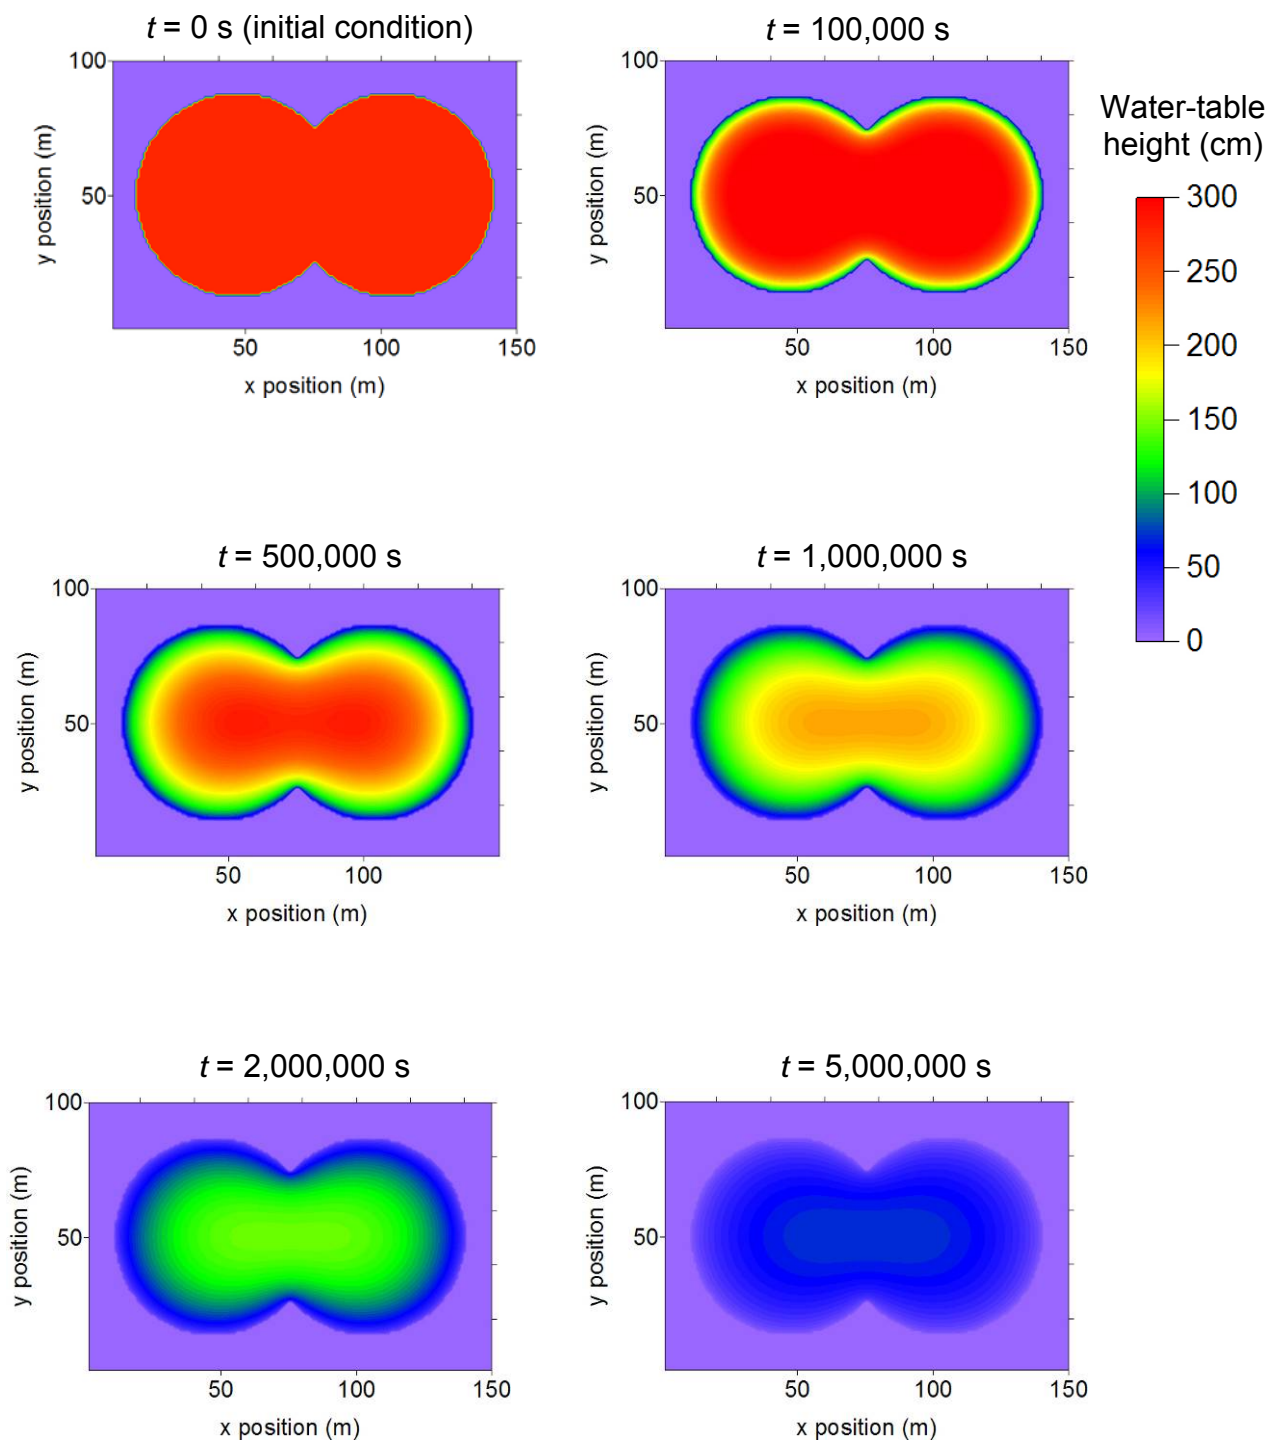 t = 0 s (initial condition)
100
50
y position (m)
50
100
150
x position (m)
t = 100,000 s
100
50
y position (m)
50
100
150
x position (m)
Water-table
height (cm)
300
250
200
150
100
50
0
t = 500,000 s
100
50
y position (m)
50
100
x position (m)
t = 1,000,000 s
100
50
y position (m)
50
100
150
x position (m)
t = 2,000,000 s
100
50
y position (m)
50
100
150
x position (m)
t = 5,000,000 s
100
50
y position (m)
50
100
150
x position (m)